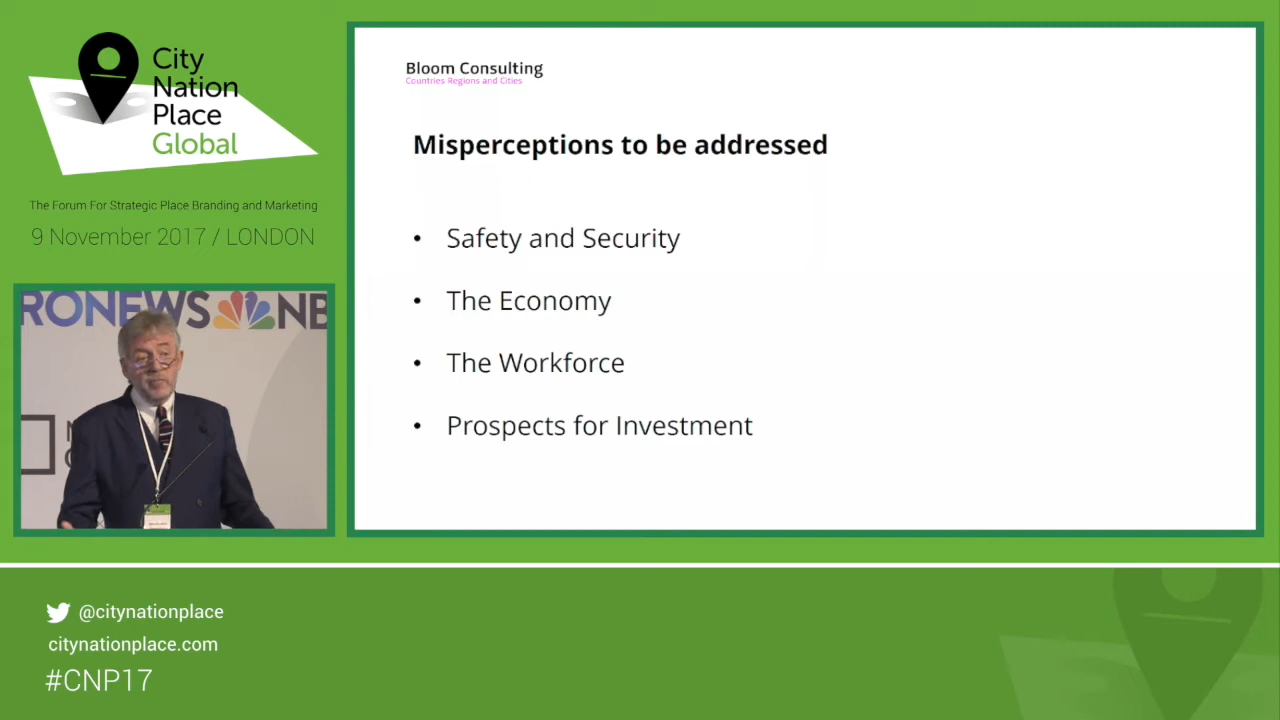 City
Nation
Place
Global
The Forum For Strategic Place Branding and Marketing
9 November 2017 / LONDON
RONEWS NB
Bloom Consulting
Countries Regions and Cities
Misperceptions to be addressed
• Safety and Security
• The Economy
• The Workforce
• Prospects for Investment
@citynationplace
citynationplace.com
#CNP17